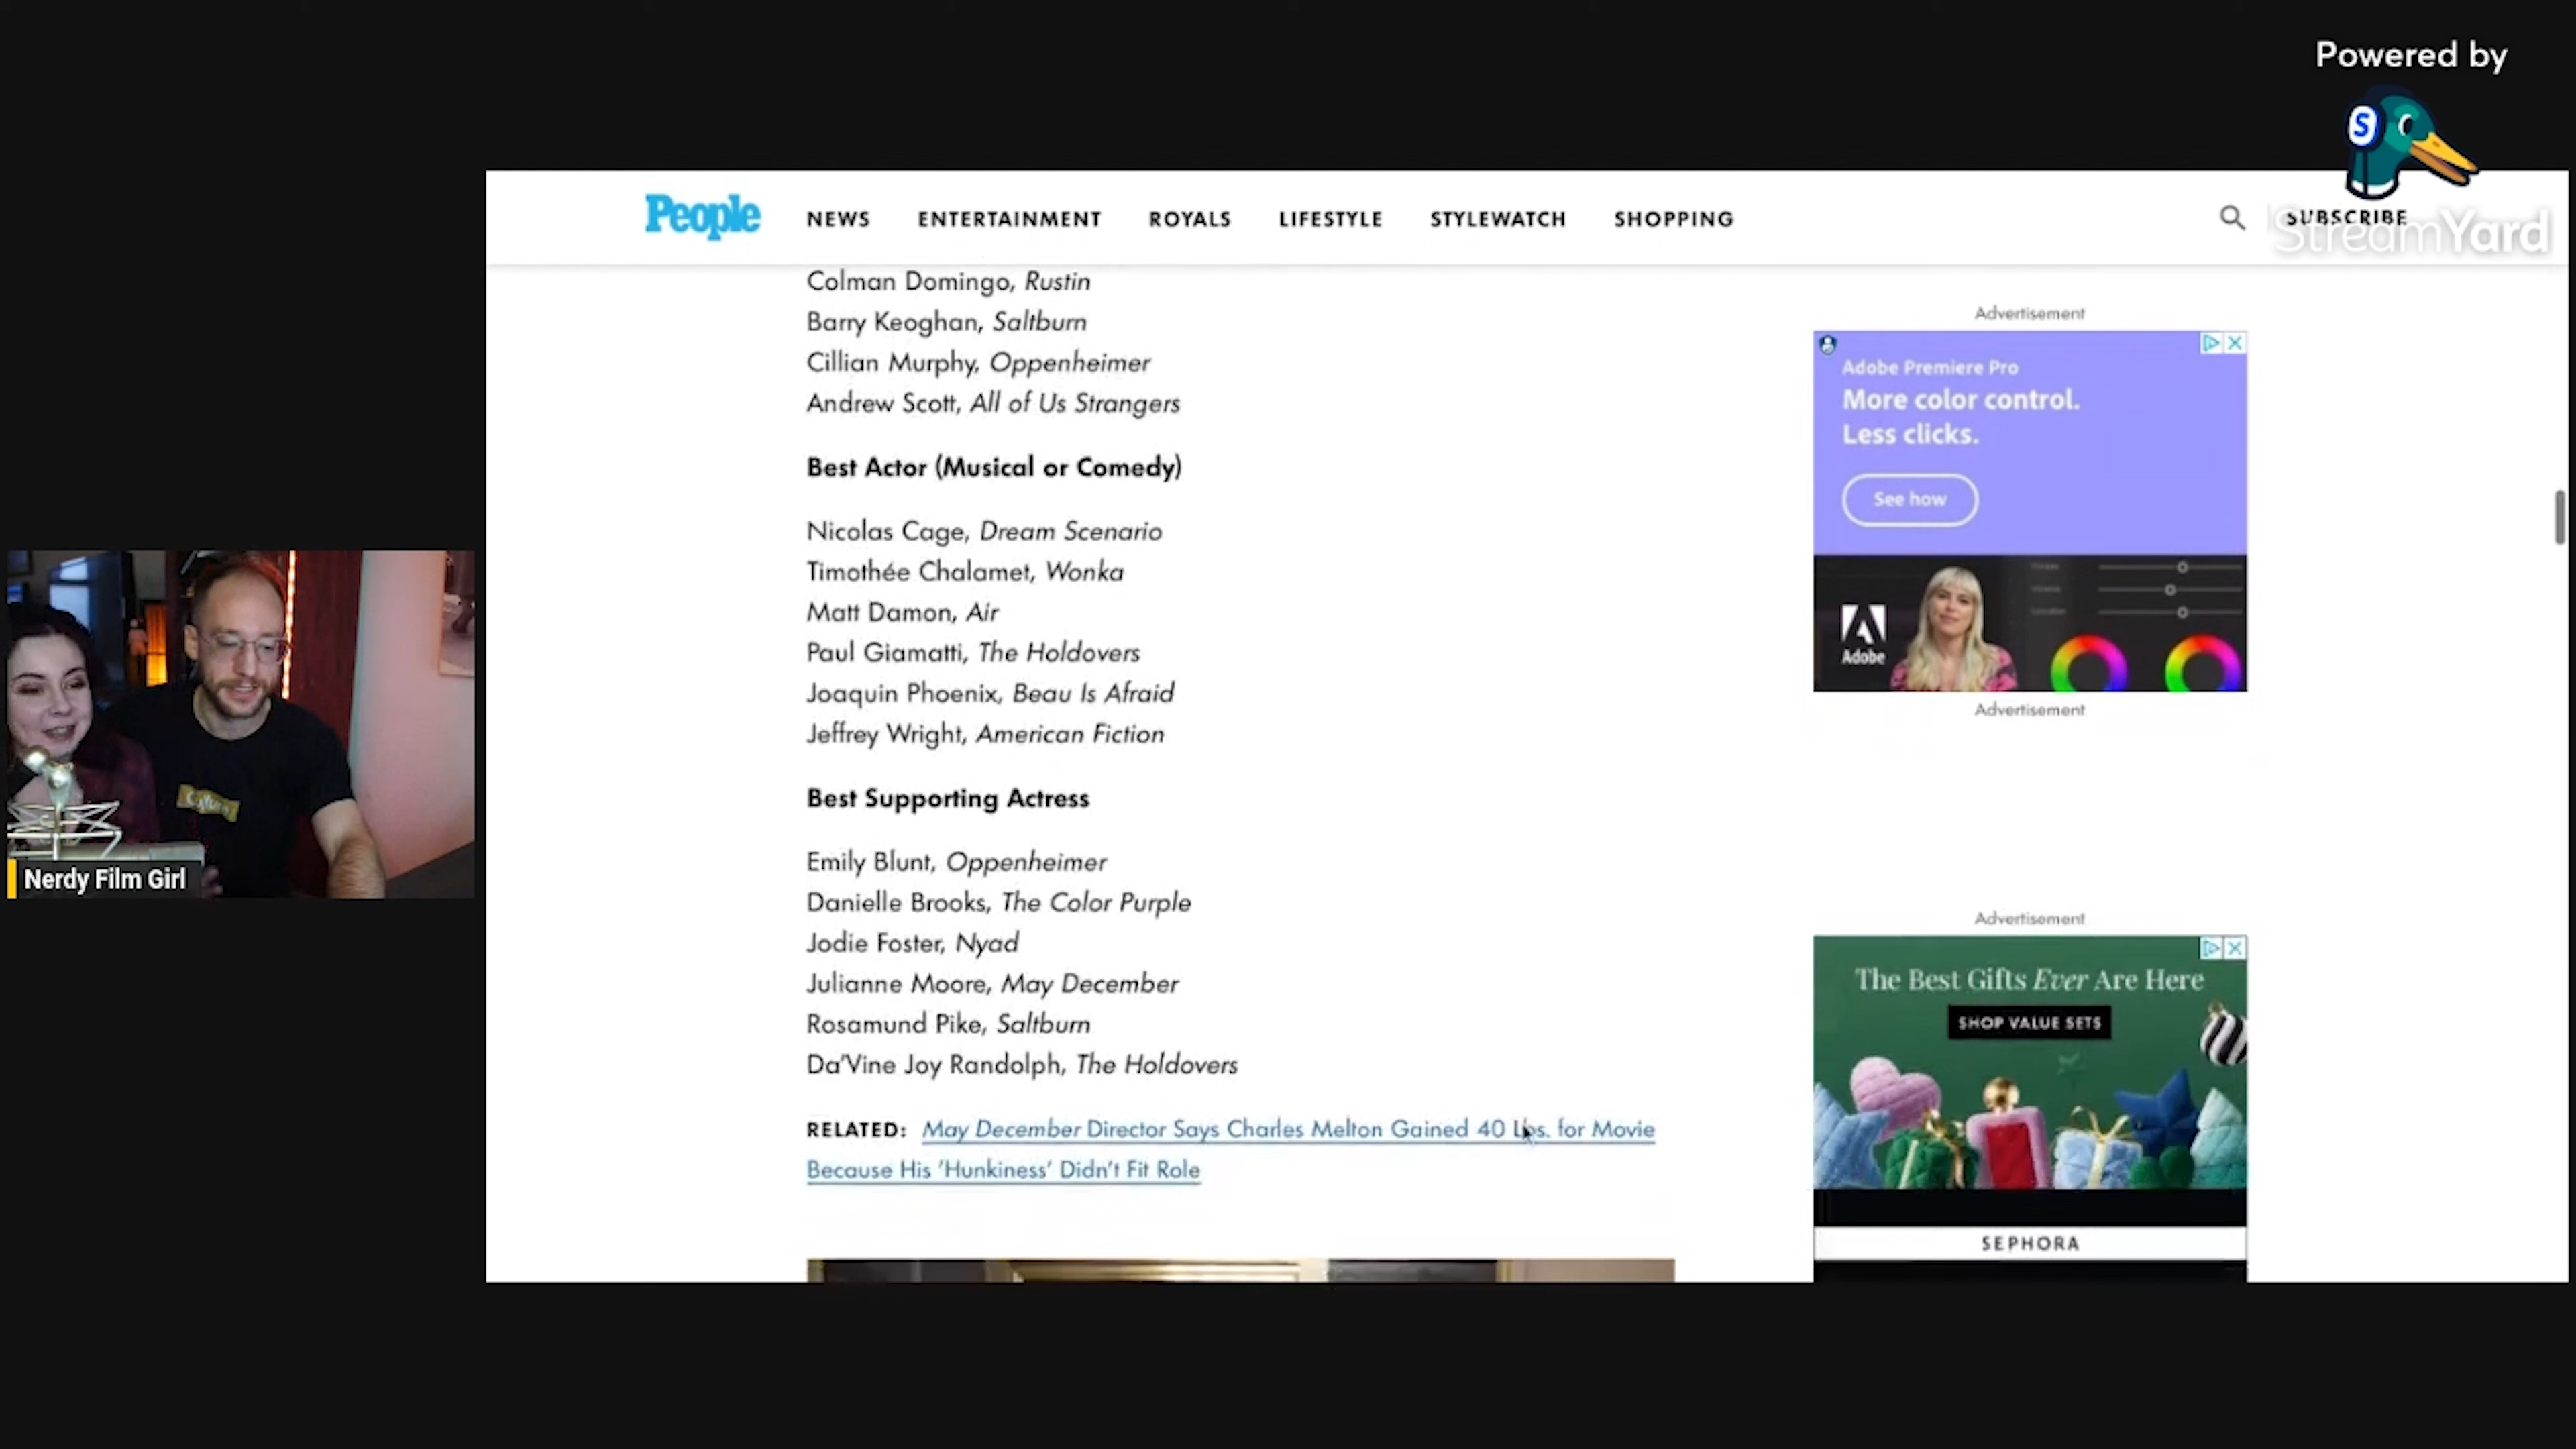 Powered by
S
StreamYard
People NEWS ENTERTAINMENT ROYALS LIFESTYLE STYLEWATCH SHOPPING SUBSCRIBE
Colman Domingo, Rustin
Barry Keoghan, Saltburn
Cillian Murphy, Oppenheimer
Andrew Scott, All of Us Strangers
Best Actor (Musical or Comedy)
Nicolas Cage, Dream Scenario
Timothée Chalamet, Wonka
Matt Damon, Air
Paul Giamatti, The Holdovers
Joaquin Phoenix, Beau Is Afraid
Jeffrey Wright, American Fiction
Best Supporting Actress
Emily Blunt, Oppenheimer
Danielle Brooks, The Color Purple
Jodie Foster, Nyad
Julianne Moore, May December
Rosamund Pike, Saltburn
Da'Vine Joy Randolph, The Holdovers
RELATED: May December Director Says Charles Melton Gained 40 Lbs. for Movie
Because His 'Hunkiness' Didn't Fit Role
Advertisement
Adobe Premiere Pro
More color control.
Less clicks.
See how
Adobe
Advertisement
Advertisement
The Best Gifts Ever Are Here
SHOP VALUE SETS
SEPHORA
Nerdy Film Girl